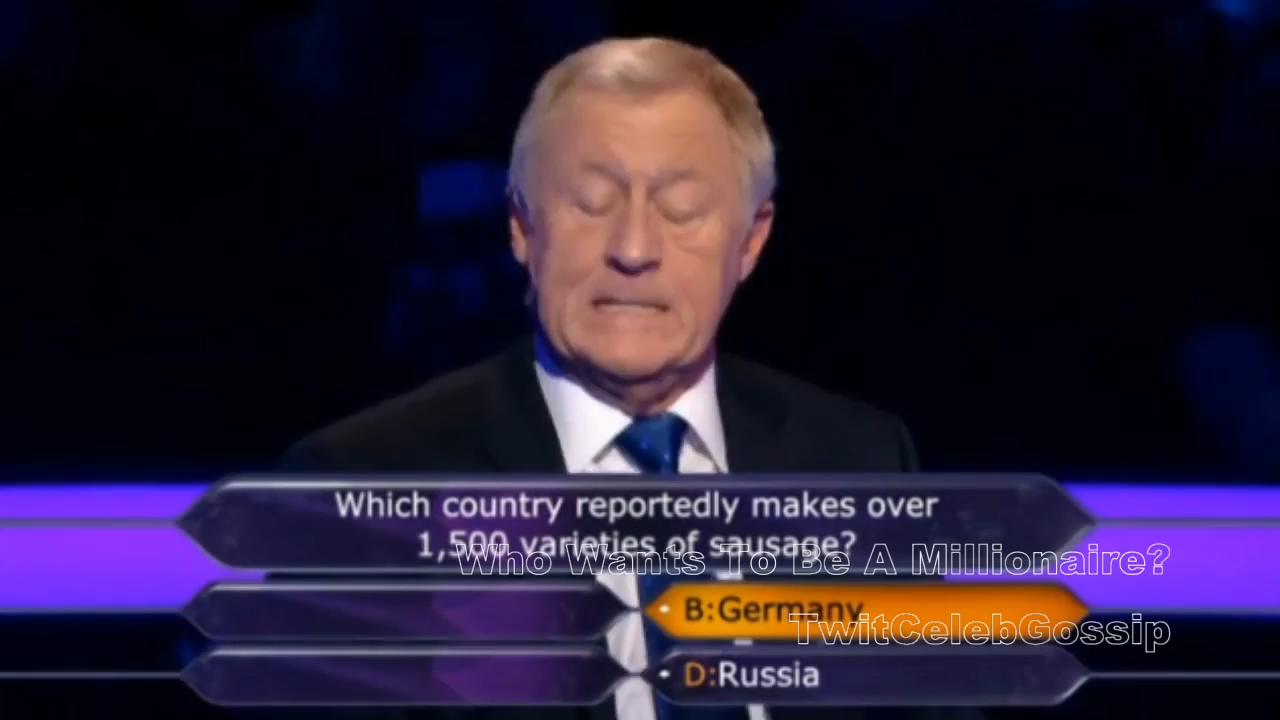 Which country reportedly makes over
1,500 varieties of sausage?
Who Wants To Be A Millionaire?
B:Germany
TwitCelebGossip
D:Russia